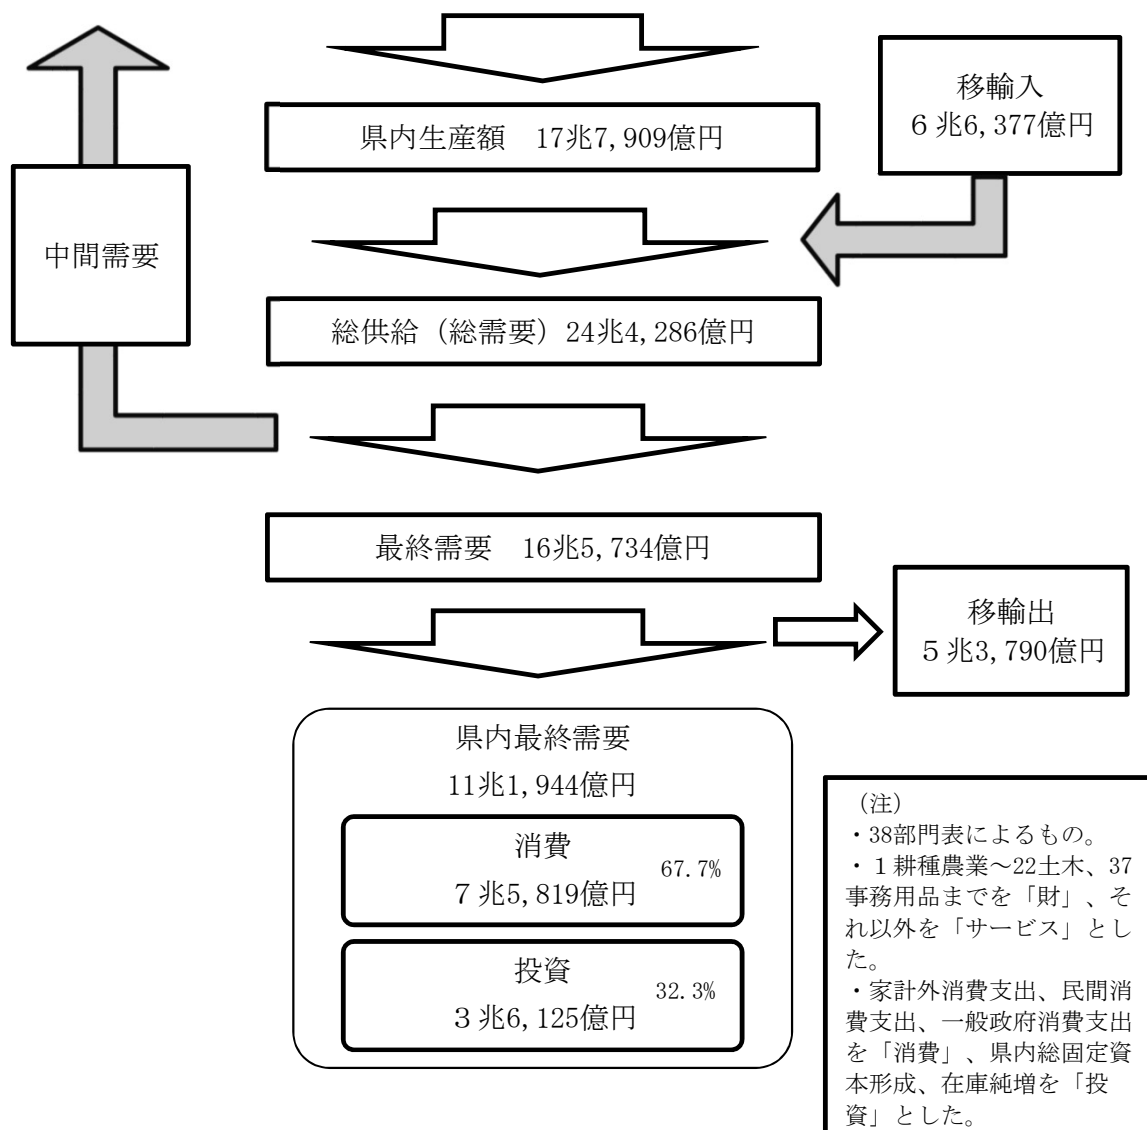 移輸入
６兆6,377億円
県内生産額　17兆7,909億円
中間需要
総供給（総需要）24兆4,286億円
最終需要　16兆5,734億円
移輸出
５兆3,790億円
県内最終需要
11兆1,944億円
消費
67.7%
７兆5,819億円
投資
32.3%
３兆6,125億円
（注）
・38部門表によるもの。
・１耕種農業～22土木、37
事務用品までを「財」、そ
れ以外を「サービス」とし
た。
・家計外消費支出、民間消
費支出、一般政府消費支出
を「消費」、県内総固定資
本形成、在庫純増を「投
資」とした。